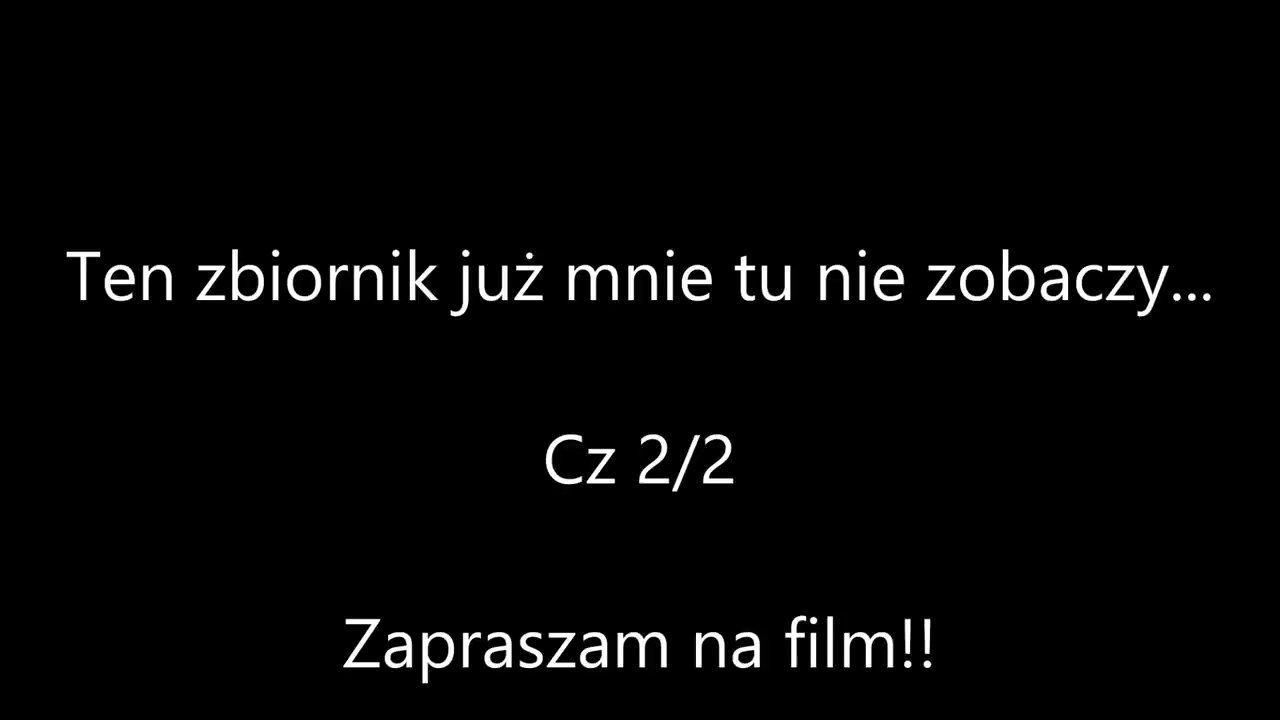 Ten zbiornik już mnie tu nie zobaczy...
Cz 2/2
Zapraszam na film!!